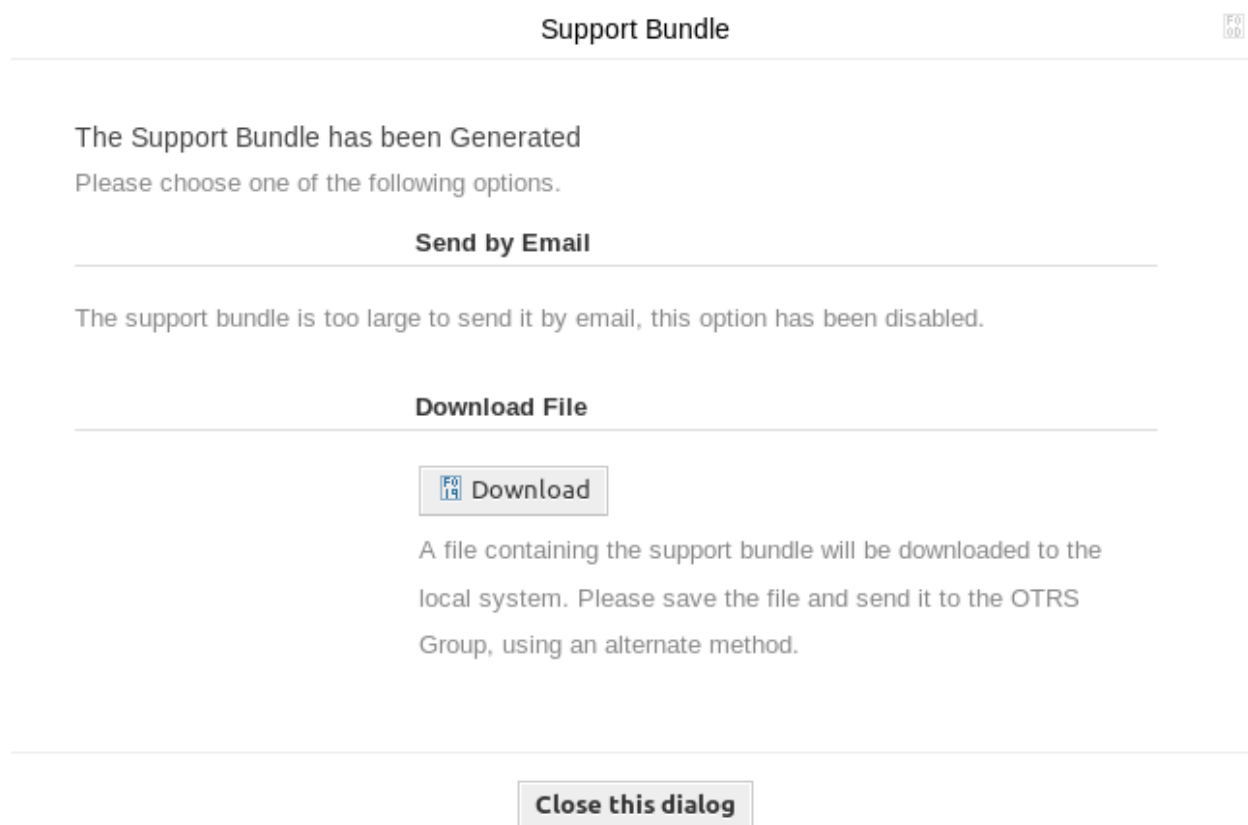 Support Bundle
The Support Bundle has been Generated
Please choose one of the following options.
Send by Email
The support bundle is too large to send it by email, this option has been disabled.
Download File
Download
A file containing the support bundle will be downloaded to the
local system. Please save the file and send it to the OTRS
Group, using an alternate method.
Close this dialog